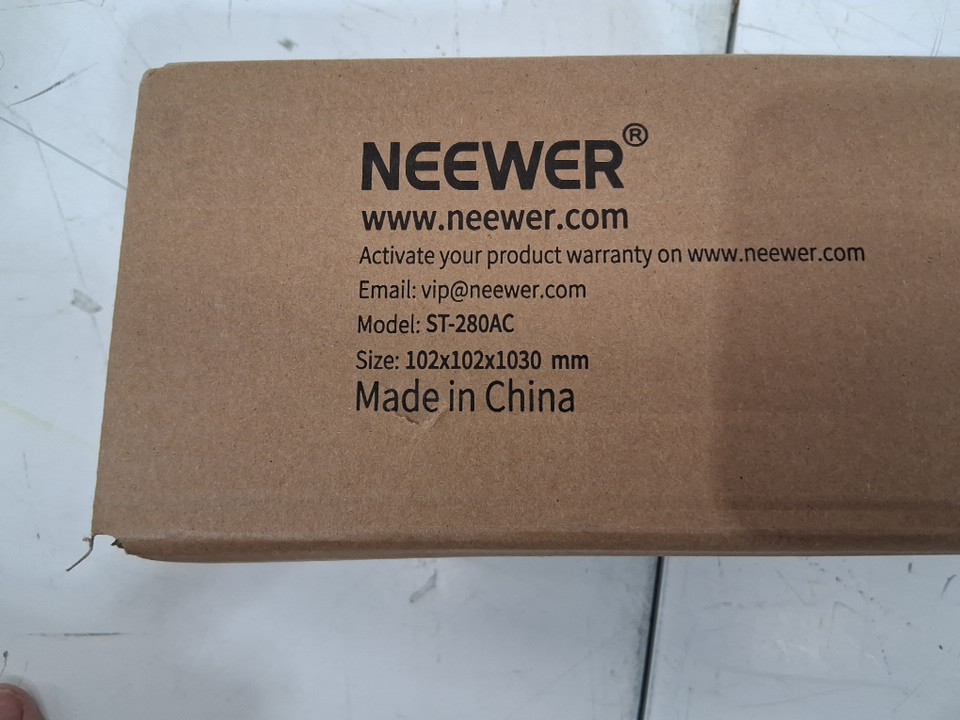 NEEWER®
www.neewer.com
Activate your product warranty on www.neewer.com
Email: vip@neewer.com
Model: ST-280AC
Size: 102x102x1030 mm
Made in China